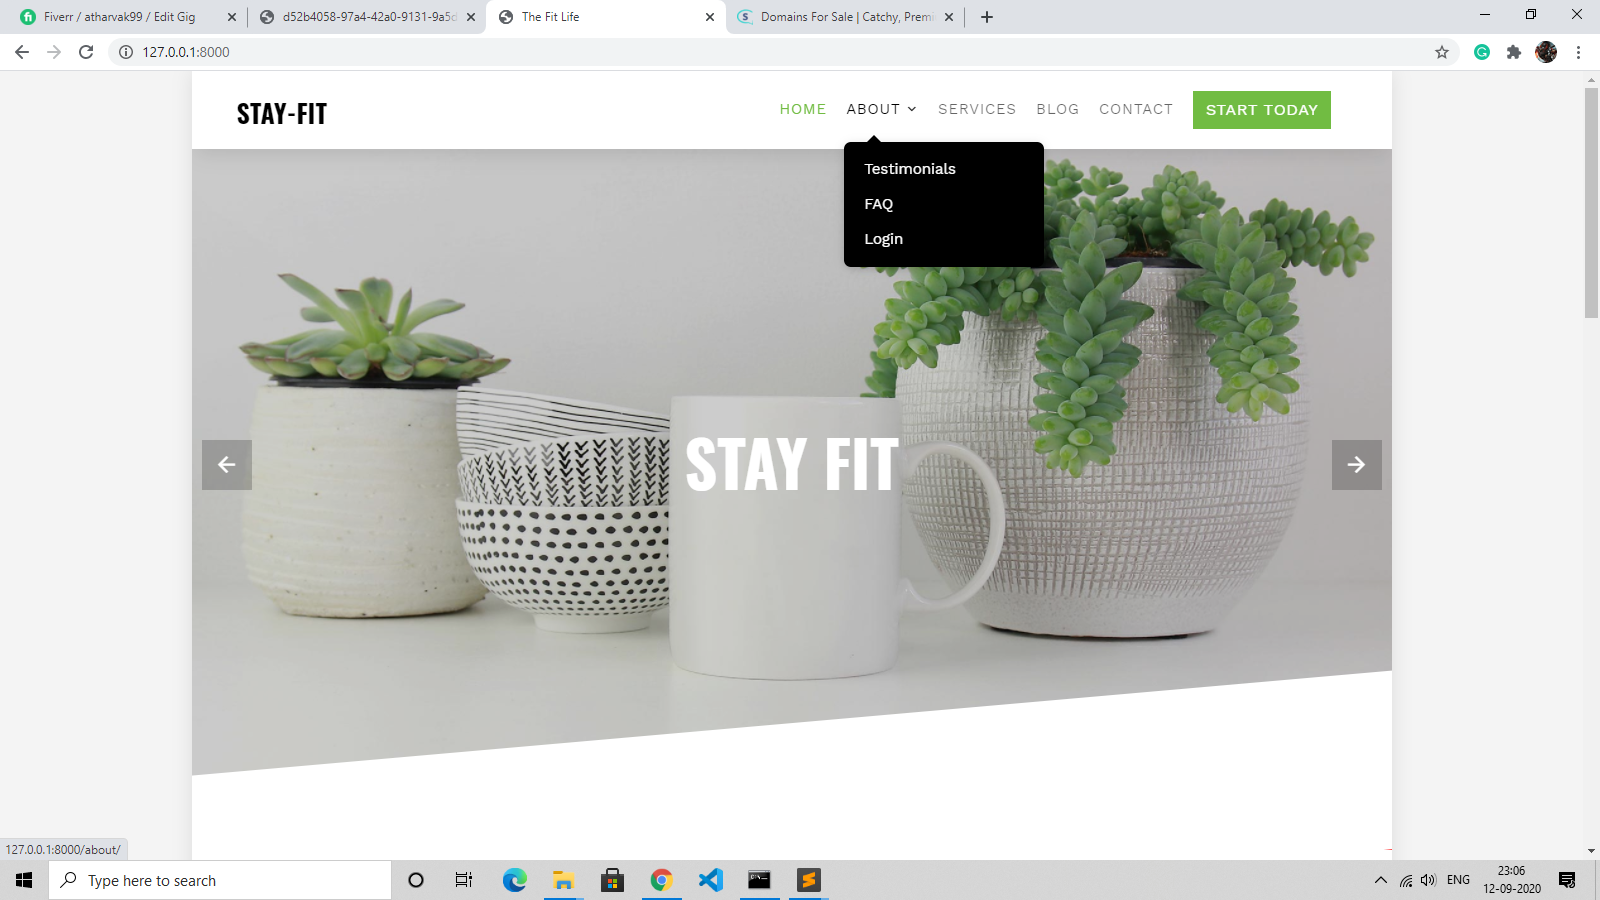 Fiverr / atharvak99 / Edit Gig
d52b4058-97a4-42a0-9131-9a5d
The Fit Life
Domains For Sale | Catchy, Premi
127.0.0.1:8000
STAY-FIT
HOME
ABOUT
SERVICES
BLOG
CONTACT
START TODAY
Testimonials
FAQ
Login
STAY FIT
127.0.0.1:8000/about/
Type here to search
ENG
23:06
12-09-2020